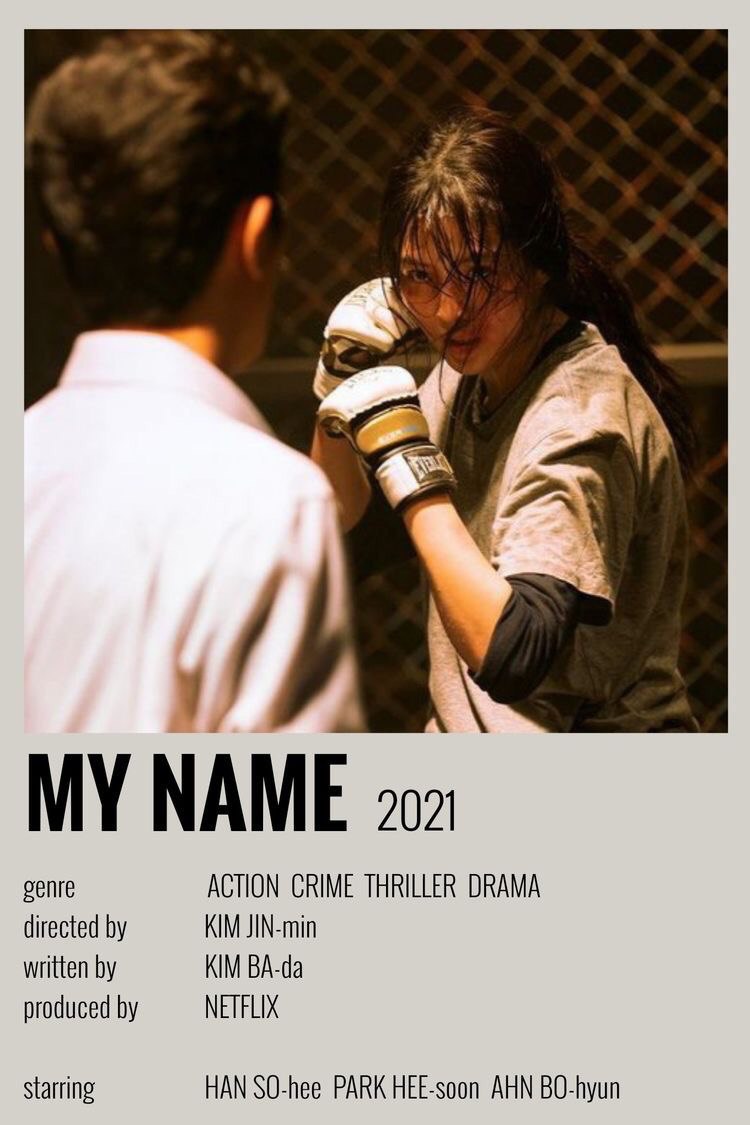 MY NAME 2021
genre ACTION CRIME THRILLER DRAMA
directed by KIM JIN-min
written by KIM BA-da
produced by NETFLIX
starring HAN SO-hee PARK HEE-soon AHN BO-hyun